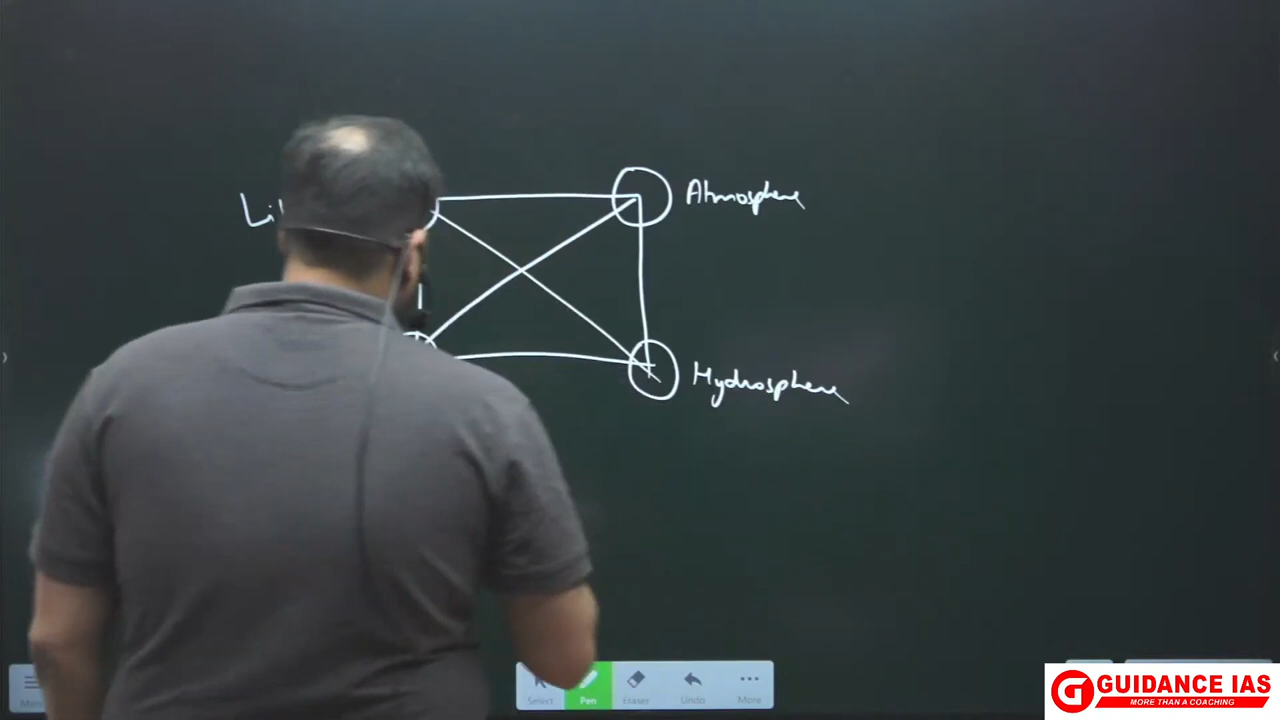 Atmosphere
Hydrosphere
Select
Pen
Eraser
Undo
More
GUIDANCE IAS
MORE THAN A COACHING